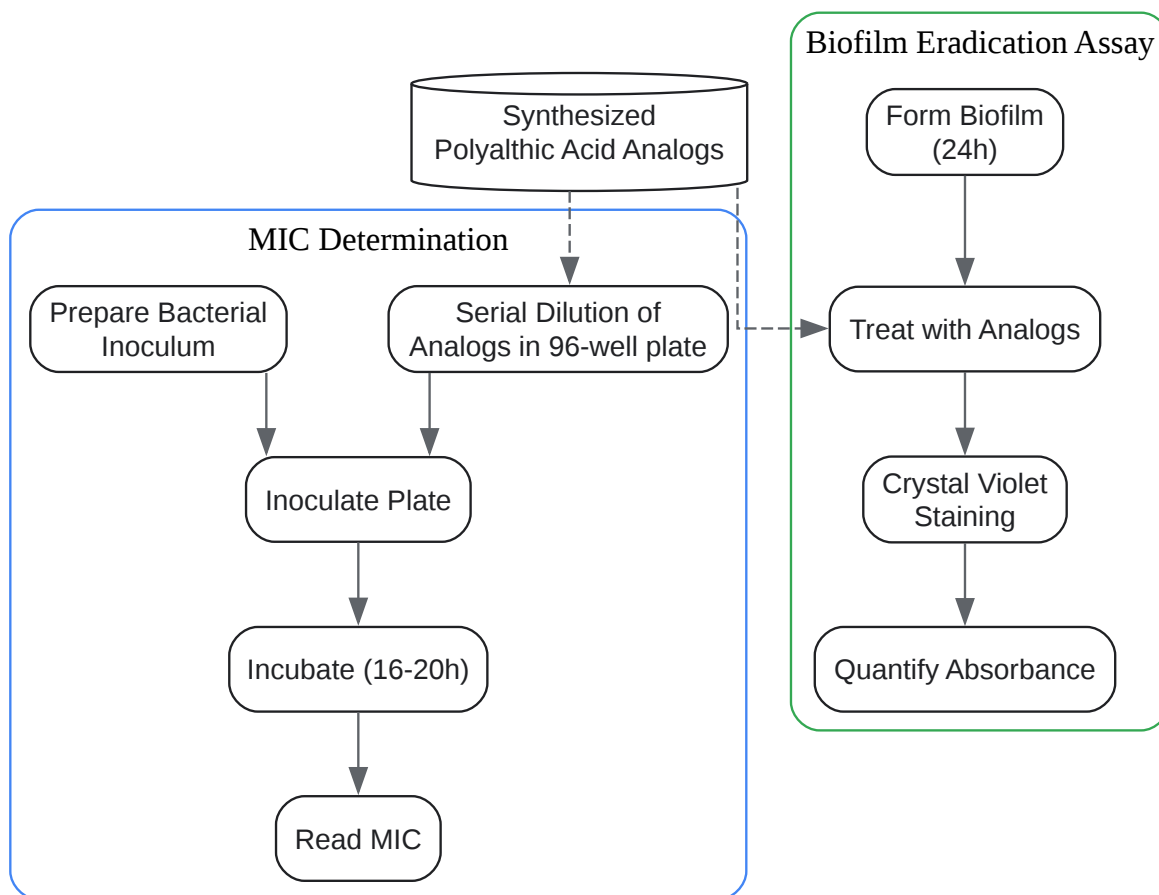 Biofilm Eradication Assay
Synthesized
Polyalthic Acid Analogs
Form Biofilm
(24h)
MIC Determination
Prepare Bacterial
Inoculum
Serial Dilution of
Analogs in 96-well plate
Treat with Analogs
Inoculate Plate
Crystal Violet
Staining
Incubate (16-20h)
Quantify Absorbance
Read MIC